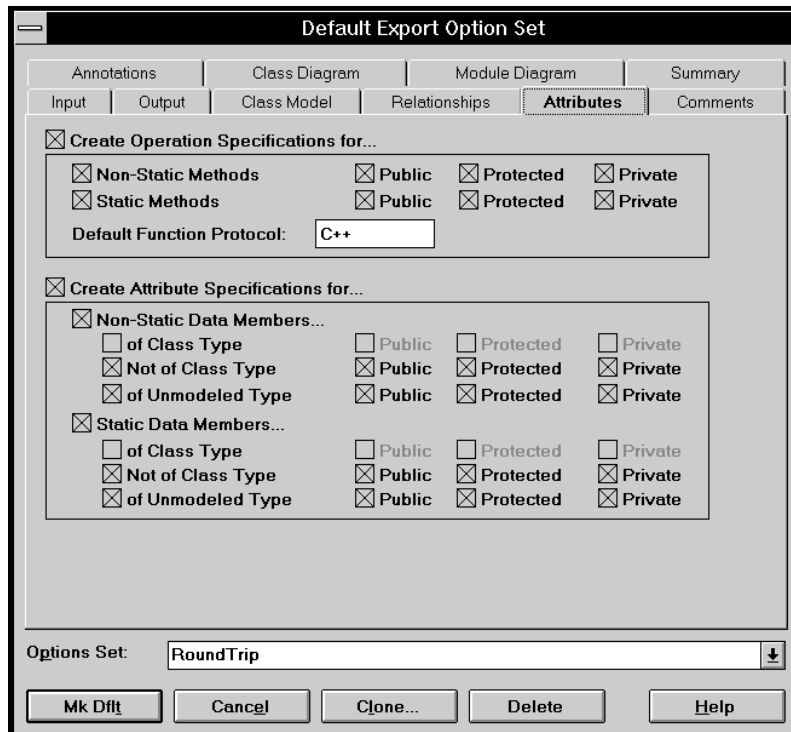 Default Export Option Set
Annotations Class Diagram Module Diagram Summary
Input Output Class Model Relationships Attributes Comments
Create Operation Specifications for...
Non-Static Methods Public Protected Private
Static Methods Public Protected Private
Default Function Protocol: C++
Create Attribute Specifications for...
Non-Static Data Members...
of Class Type Public Protected Private
Not of Class Type Public Protected Private
of Unmodeled Type Public Protected Private
Static Data Members...
of Class Type Public Protected Private
Not of Class Type Public Protected Private
of Unmodeled Type Public Protected Private
Options Set: RoundTrip
Mk Dflt Cancel Clone... Delete Help